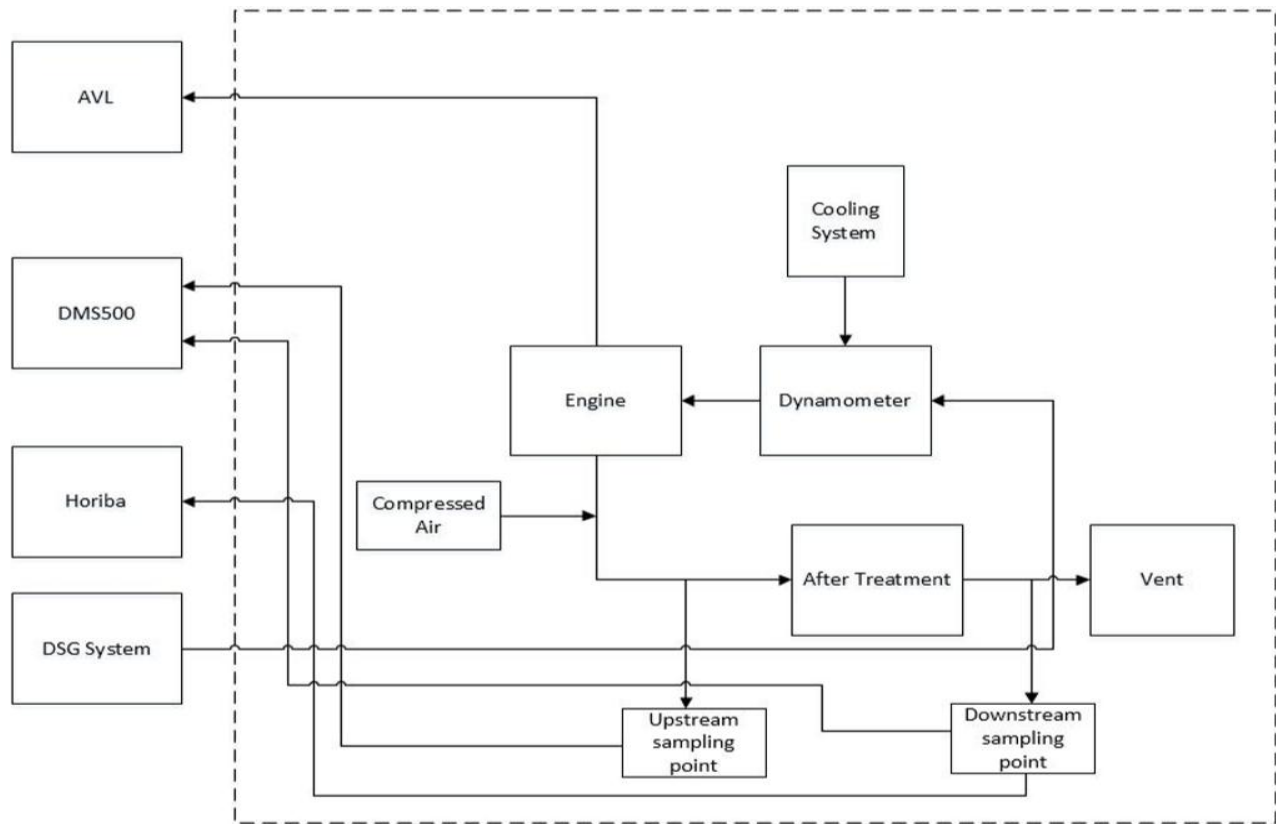 AVL
Cooling
System
DMS500
Engine
Dynamometer
Horiba
Compressed
Air
After Treatment
Vent
DSG System
Upstream
sampling
point
Downstream
sampling
point